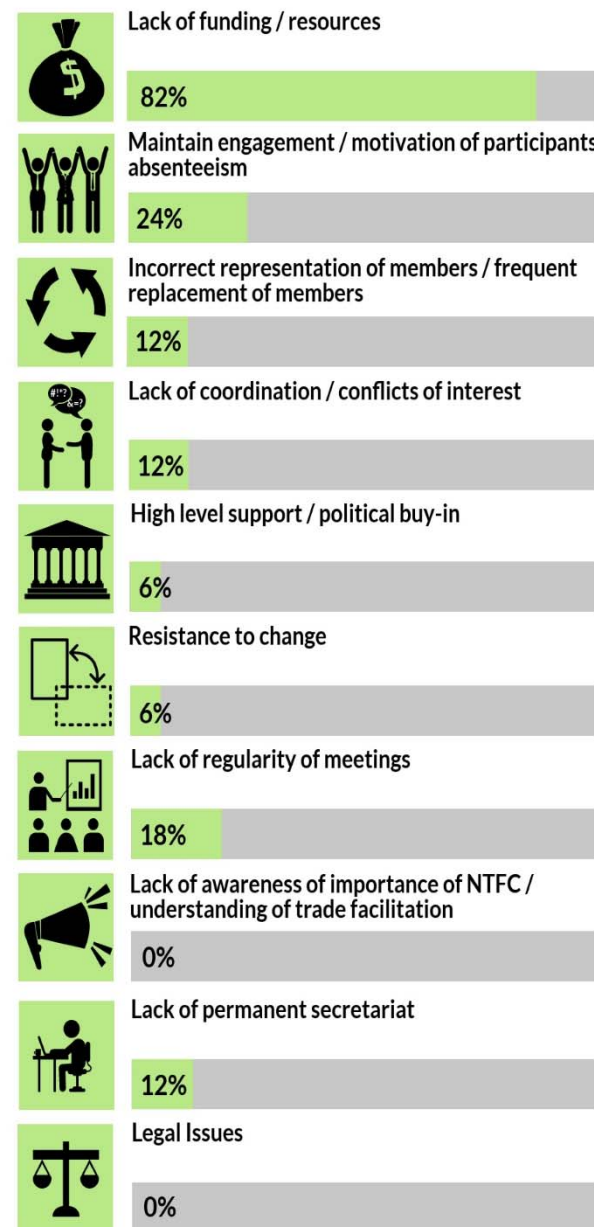 Lack of funding / resources
$
82%
Maintain engagement / motivation of participants
absenteeism
24%
Incorrect representation of members / frequent
replacement of members
12%
Lack of coordination / conflicts of interest
#!*?
&=?
12%
High level support / political buy-in
6%
Resistance to change
6%
Lack of regularity of meetings
18%
Lack of awareness of importance of NTFC /
understanding of trade facilitation
0%
Lack of permanent secretariat
12%
Legal Issues
0%